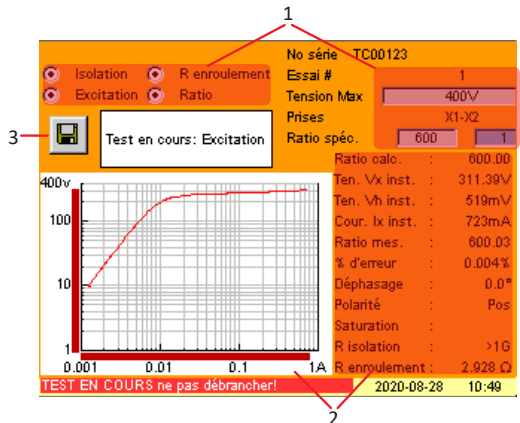 1
No série TC00123
Isolation R enroulement Essai # 1
Excitation Ratio Tension Max 400V
Prises X1-X2
3 Test en cours: Excitation Ratio spéc. 600 1
Ratio calc. : 600.00
Ten. Vx inst. : 311.39V
Ten. Vh inst. : 519mV
Cour. Ix inst. : 723mA
Ratio mes. : 600.03
% d'erreur : 0.004%
Déphasage : 0.0°
Polarité : Pos
Saturation :
R isolation : >1G
R enroulement : 2.928 Ω
400v
100
10
1
0.001 0.01 0.1 1A
TEST EN COURS ne pas débrancher! 2020-08-28 10:49
2